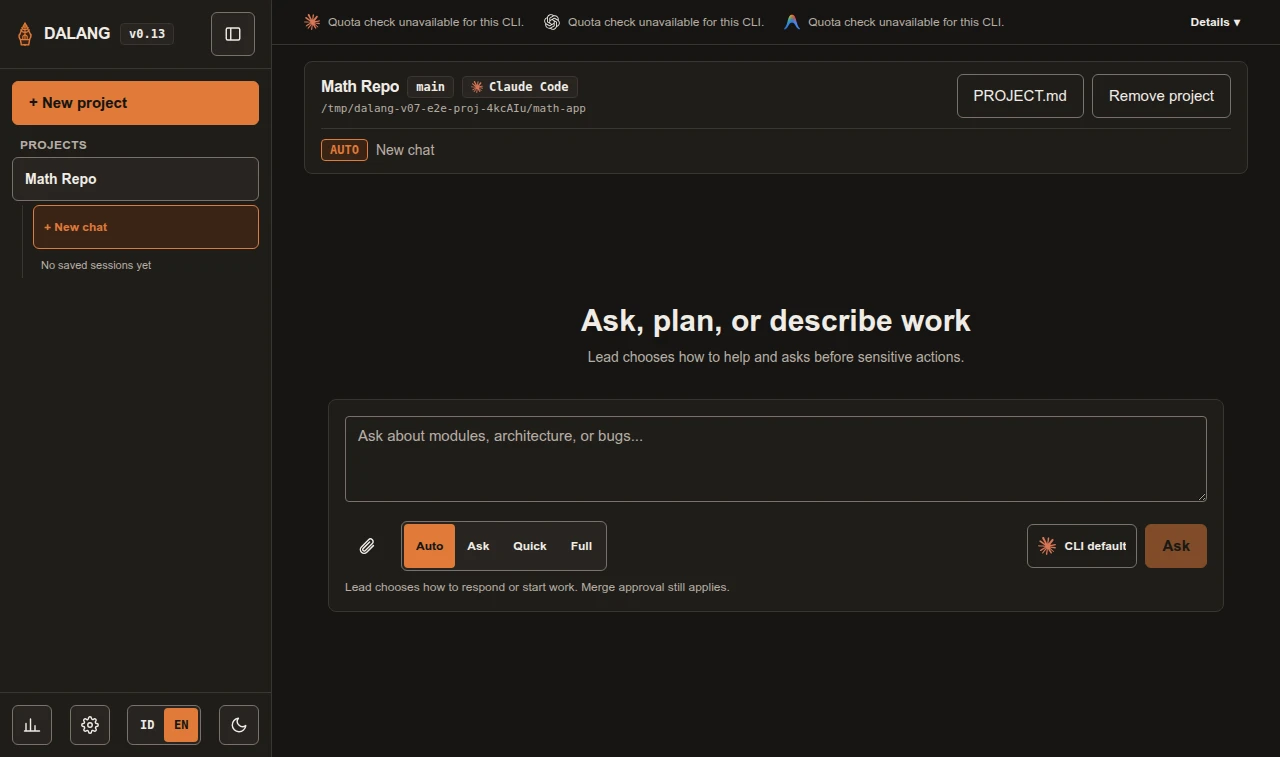 DALANG v0.13
+ New project
PROJECTS
Math Repo
+ New chat
No saved sessions yet
ID EN
Quota check unavailable for this CLI. Quota check unavailable for this CLI. Quota check unavailable for this CLI. Details ▾
Math Repo main Claude Code
/tmp/dalang-v07-e2e-proj-4kcAIu/math-app
PROJECT.md Remove project
AUTO New chat
Ask, plan, or describe work
Lead chooses how to help and asks before sensitive actions.
Ask about modules, architecture, or bugs...
Auto Ask Quick Full CLI default Ask
Lead chooses how to respond or start work. Merge approval still applies.